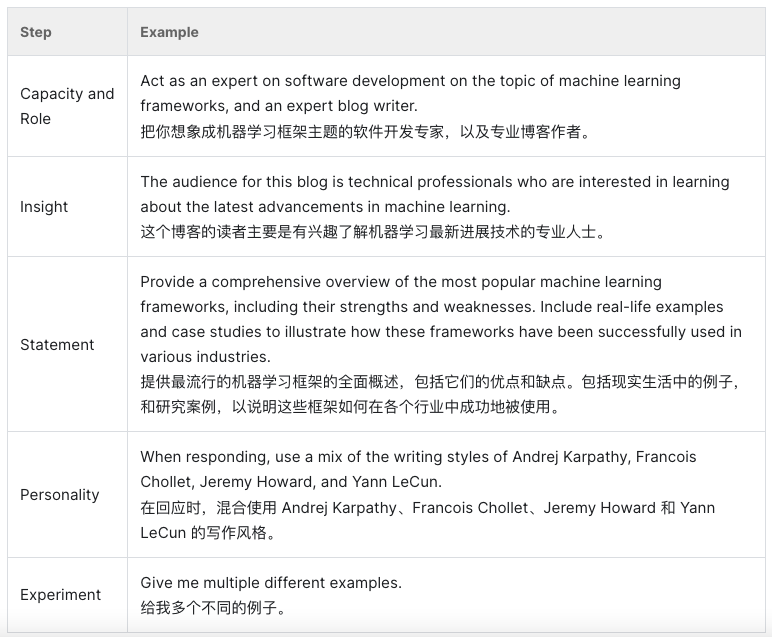 Step Example
Capacity and
Role
Act as an expert on software development on the topic of machine learning
frameworks, and an expert blog writer.
把你想象成机器学习框架主题的软件开发专家，以及专业博客作者。
Insight
The audience for this blog is technical professionals who are interested in learning
about the latest advancements in machine learning.
这个博客的读者主要是有兴趣了解机器学习最新进展技术的专业人士。
Statement
Provide a comprehensive overview of the most popular machine learning
frameworks, including their strengths and weaknesses. Include real-life examples
and case studies to illustrate how these frameworks have been successfully used in
various industries.
提供最流行的机器学习框架的全面概述，包括它们的优点和缺点。包括现实生活中的例子，
和研究案例，以说明这些框架如何在各个行业中成功地被使用。
Personality
When responding, use a mix of the writing styles of Andrej Karpathy, Francois
Chollet, Jeremy Howard, and Yann LeCun.
在回应时，混合使用 Andrej Karpathy、Francois Chollet、Jeremy Howard 和 Yann
LeCun 的写作风格。
Experiment
Give me multiple different examples.
给我多个不同的例子。